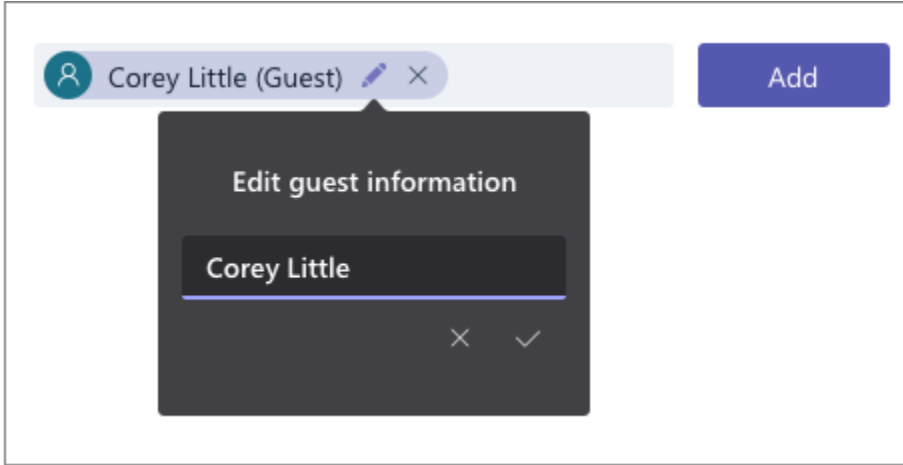 Corey Little (Guest)
Add
Edit guest information
Corey Little